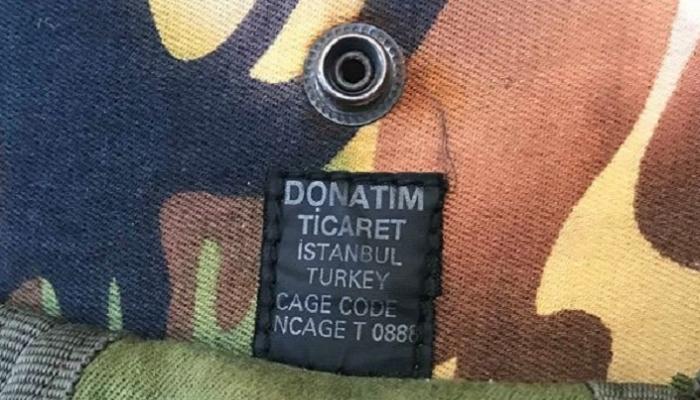 DONATIM
TİCARET
İSTANBUL
TURKEY
CAGE CODE
NCAGE T 0888